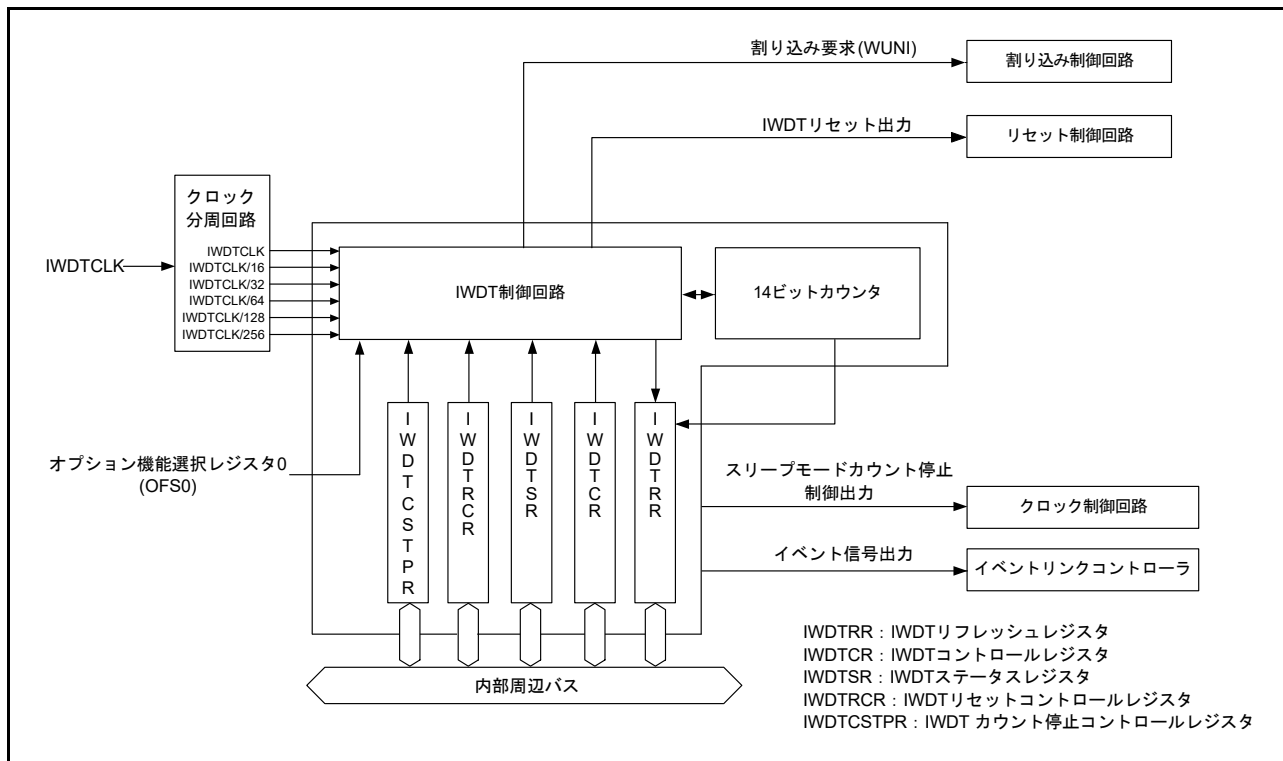 割り込み要求(WUNI)
割り込み制御回路
IWDTリセット出力
リセット制御回路
クロック
分周回路
IWDTCLK
IWDTCLK
IWDTCLK/16
IWDTCLK/32
IWDTCLK/64
IWDTCLK/128
IWDTCLK/256
IWDT制御回路
14ビットカウンタ
オプション機能選択レジスタ0
(OFS0)
IWDTCSTPR
IWDTRCR
IWDTSR
IWDTCR
IWDTRR
スリープモードカウント停止
制御出力
クロック制御回路
イベント信号出力
イベントリンクコントローラ
内部周辺バス
IWDTRR：IWDTリフレッシュレジスタ
IWDTCR：IWDTコントロールレジスタ
IWDTSR：IWDTステータスレジスタ
IWDTRCR：IWDTリセットコントロールレジスタ
IWDTCSTPR：IWDT カウント停止コントロールレジスタ